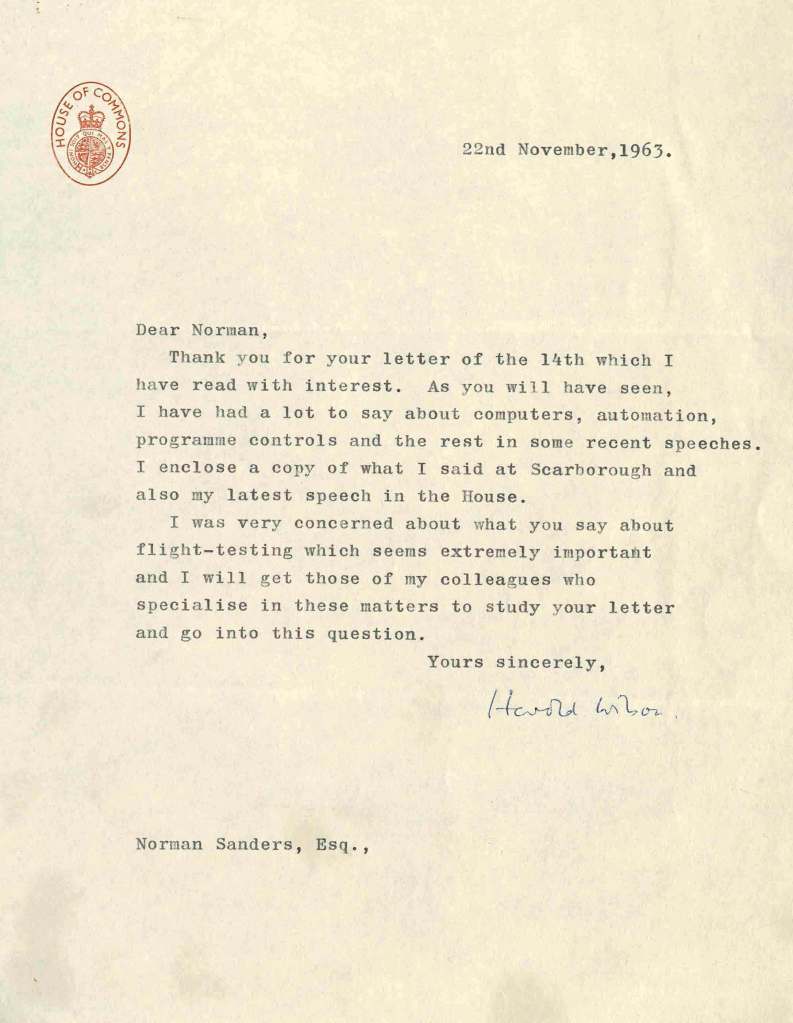 HOUSE OF COMMONS
22nd November,1963.
Dear Norman,
Thank you for your letter of the 14th which I
have read with interest. As you will have seen,
I have had a lot to say about computers, automation,
programme controls and the rest in some recent speeches.
I enclose a copy of what I said at Scarborough and
also my latest speech in the House.
I was very concerned about what you say about
flight-testing which seems extremely important
and I will get those of my colleagues who
specialise in these matters to study your letter
and go into this question.
Yours sincerely,
Harold Wilson.
Norman Sanders, Esq.,